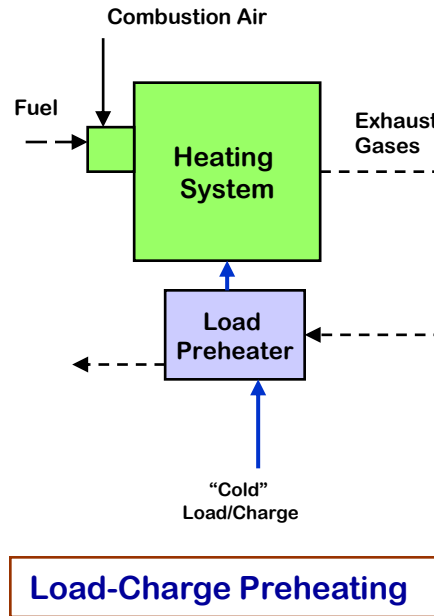 Combustion Air
Fuel
Exhaust
Gases
Heating
System
Load
Preheater
“Cold”
Load/Charge
Load-Charge Preheating